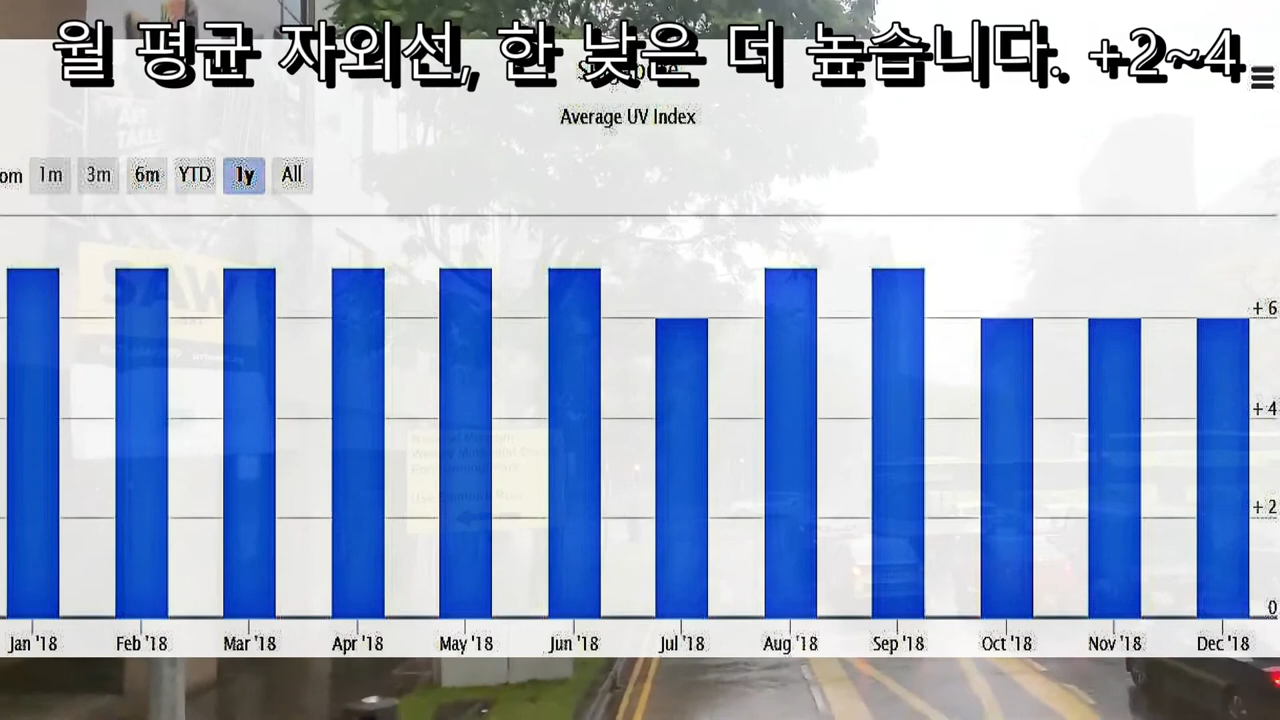 월 평균 자외선, 한 낮은 더 높습니다. +2~4
Average UV Index
om 1m 3m 6m YTD 1y All
SAW
+ 6
+ 4
+ 2
0
Jan '18 Feb '18 Mar '18 Apr '18 May '18 Jun '18 Jul '18 Aug '18 Sep '18 Oct '18 Nov '18 Dec '18